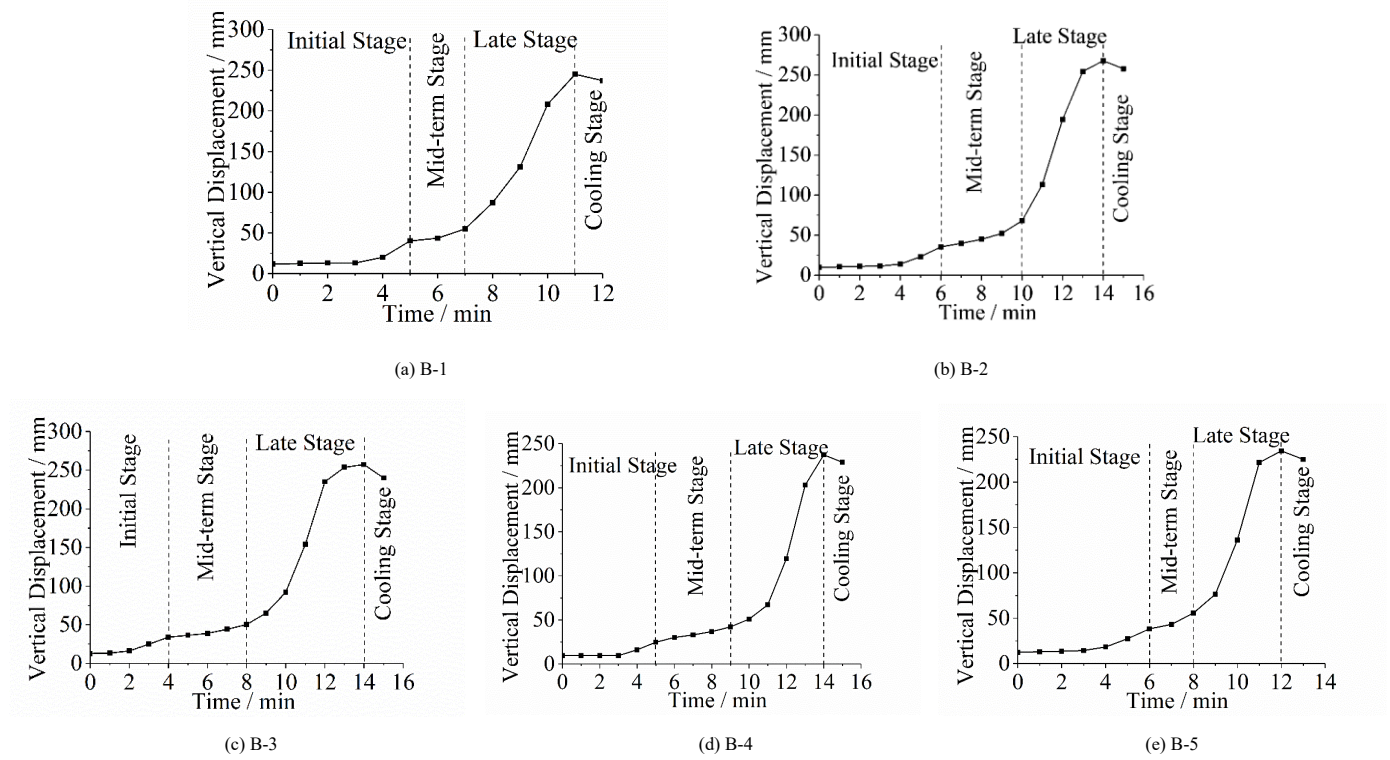 Vertical Displacement / mm
300
250
200
150
100
50
0
Initial Stage
Mid-term Stage
Late Stage
Cooling Stage
0 2 4 6 8 10 12
Time / min
(a) B-1
Vertical Displacement / mm
300
250
200
150
100
50
0
Initial Stage
Mid-term Stage
Late Stage
Cooling Stage
0 2 4 6 8 10 12 14 16
Time / min
(b) B-2
Vertical Displacement / mm
300
250
200
150
100
50
0
Initial Stage
Mid-term Stage
Late Stage
Cooling Stage
0 2 4 6 8 10 12 14 16
Time / min
(c) B-3
Vertical Displacement / mm
250
200
150
100
50
0
Initial Stage
Mid-term Stage
Late Stage
Cooling Stage
0 2 4 6 8 10 12 14 16
Time / min
(d) B-4
Vertical Displacement / mm
250
200
150
100
50
0
Initial Stage
Mid-term Stage
Late Stage
Cooling Stage
0 2 4 6 8 10 12 14
Time / min
(e) B-5